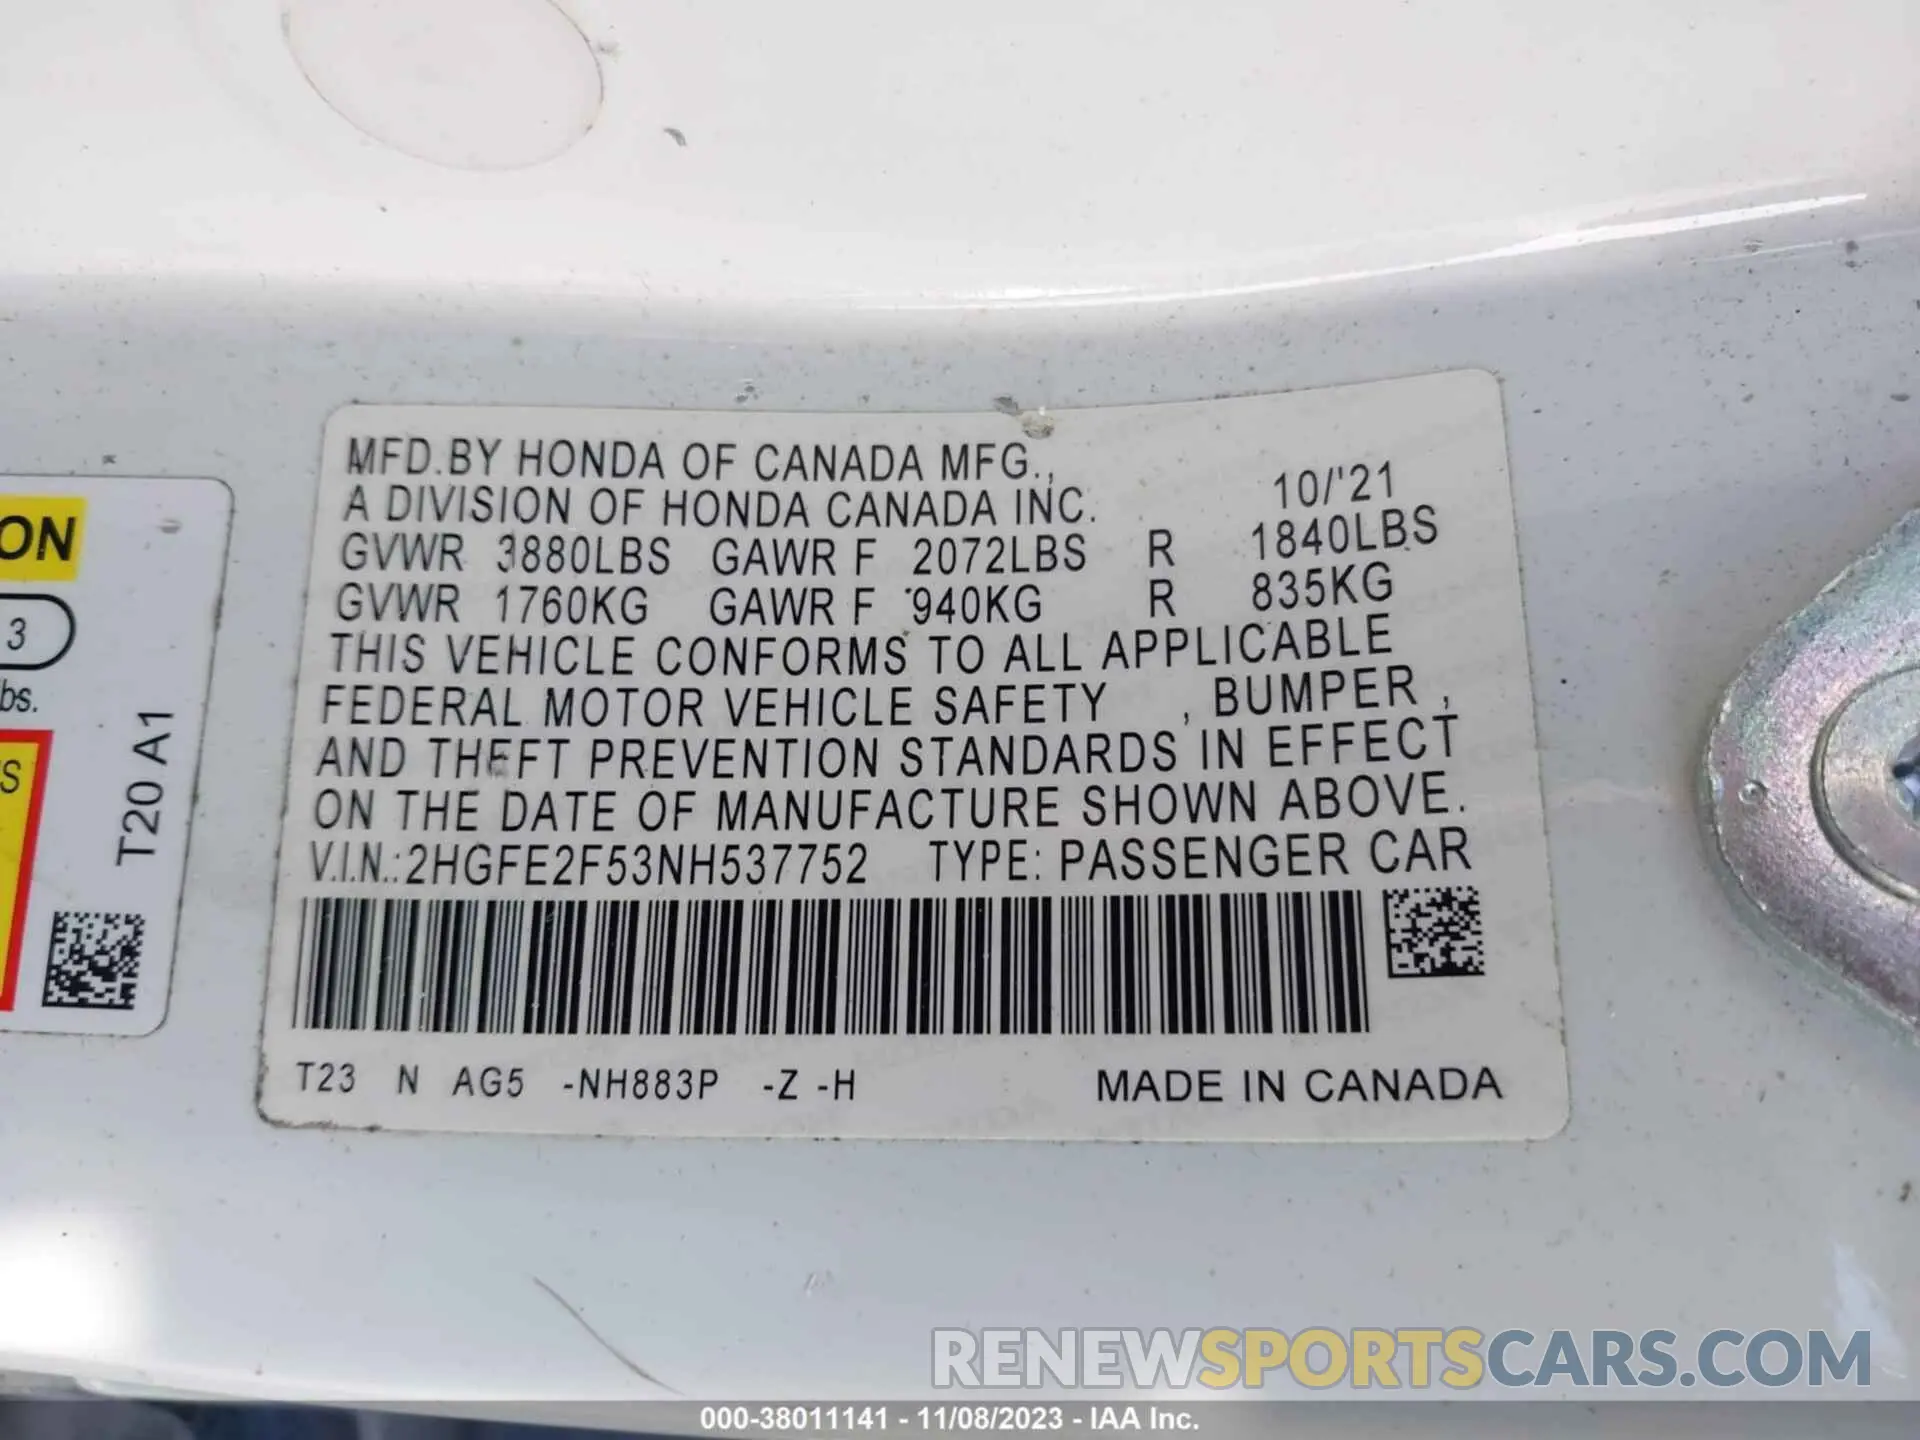 ON
3
bs.
S
T20 A1
MFD.BY HONDA OF CANADA MFG.,
A DIVISION OF HONDA CANADA INC. 10/'21
GVWR 3880LBS GAWR F 2072LBS R 1840LBS
GVWR 1760KG GAWR F 940KG R 835KG
THIS VEHICLE CONFORMS TO ALL APPLICABLE
FEDERAL MOTOR VEHICLE SAFETY , BUMPER ,
AND THEFT PREVENTION STANDARDS IN EFFECT
ON THE DATE OF MANUFACTURE SHOWN ABOVE.
V.I.N.:2HGFE2F53NH537752 TYPE: PASSENGER CAR
T23 N AG5 -NH883P -Z -H MADE IN CANADA
RENEWSPORTSCARS.COM
000-38011141 - 11/08/2023 - IAA Inc.